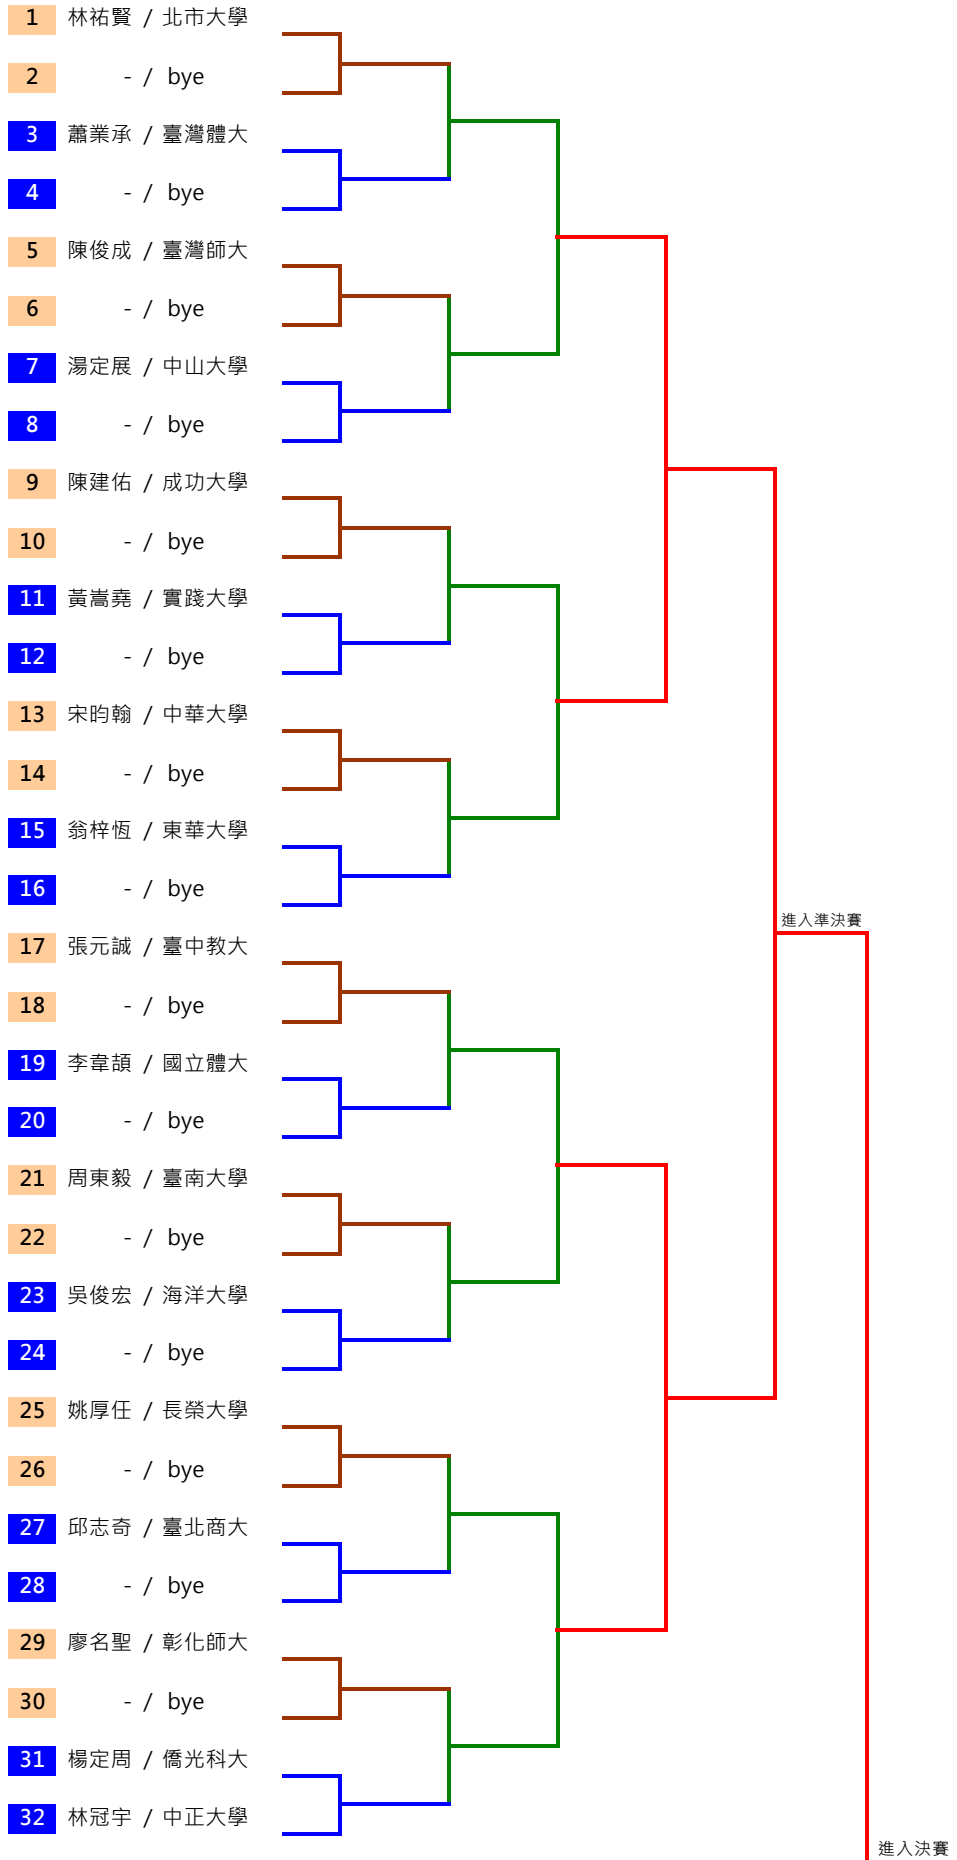 1 林祐賢 / 北市大學
2 - / bye
3 蕭業承 / 臺灣體大
4 - / bye
5 陳俊成 / 臺灣師大
6 - / bye
7 湯定展 / 中山大學
8 - / bye
9 陳建佑 / 成功大學
10 - / bye
11 黃嵩堯 / 實踐大學
12 - / bye
13 宋昀翰 / 中華大學
14 - / bye
15 翁梓恆 / 東華大學
16 - / bye
進入準決賽
17 張元誠 / 臺中教大
18 - / bye
19 李韋頡 / 國立體大
20 - / bye
21 周東毅 / 臺南大學
22 - / bye
23 吳俊宏 / 海洋大學
24 - / bye
25 姚厚任 / 長榮大學
26 - / bye
27 邱志奇 / 臺北商大
28 - / bye
29 廖名聖 / 彰化師大
30 - / bye
31 楊定周 / 僑光科大
32 林冠宇 / 中正大學
進入決賽